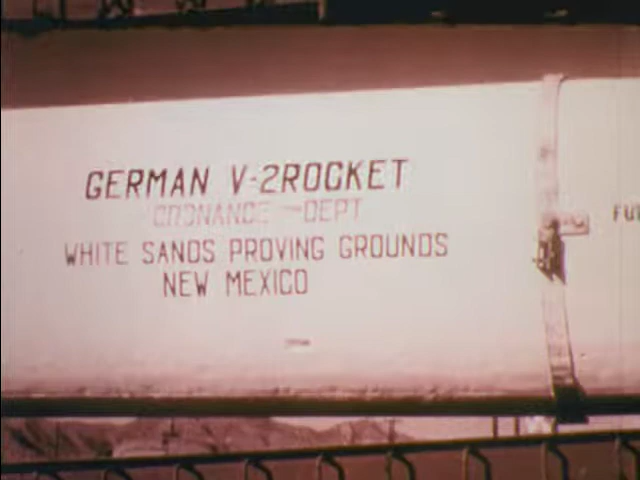 GERMAN V-2ROCKET
ORDNANCE DEPT
WHITE SANDS PROVING GROUNDS
NEW MEXICO